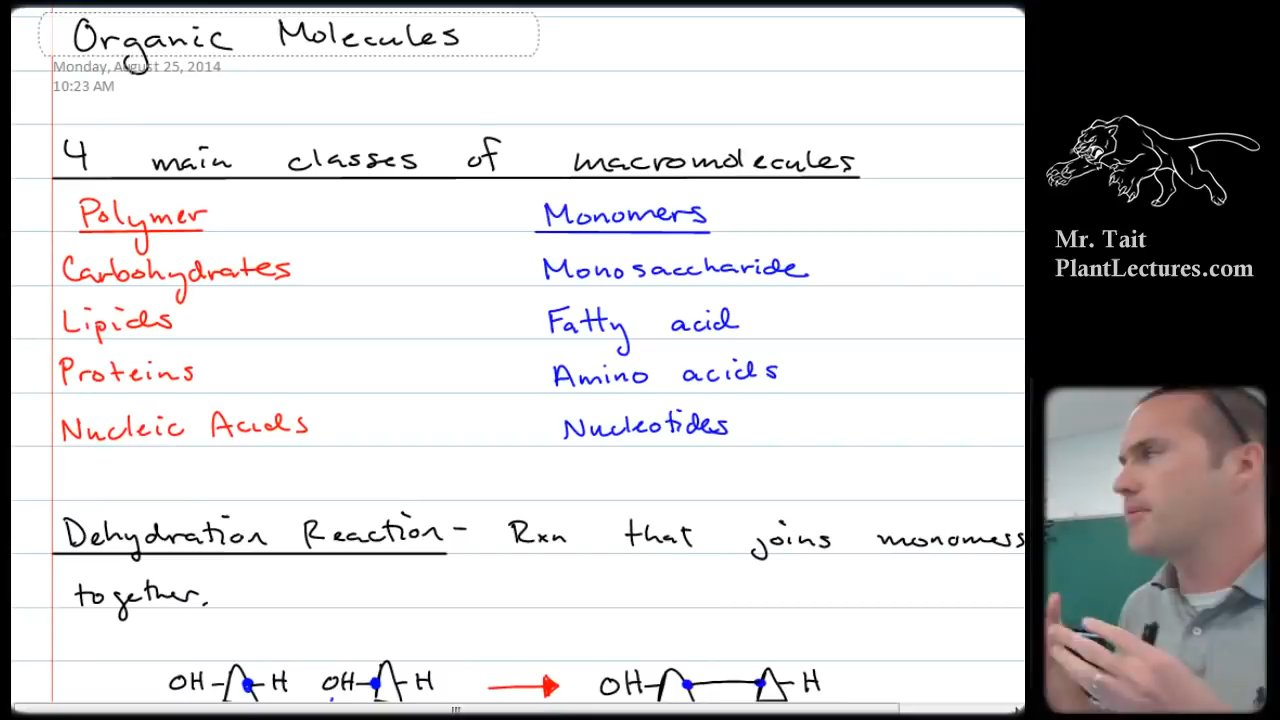 Organic Molecules
Monday, August 25, 2014
10:23 AM
4 main classes of macromolecules
Polymer Monomers
Carbohydrates Monosaccharide
Lipids Fatty acid
Proteins Amino acids
Nucleic Acids Nucleotides
Dehydration Reaction - Rxn that joins monomess
together.
OH H OH H OH H
Mr. Tait
PlantLectures.com